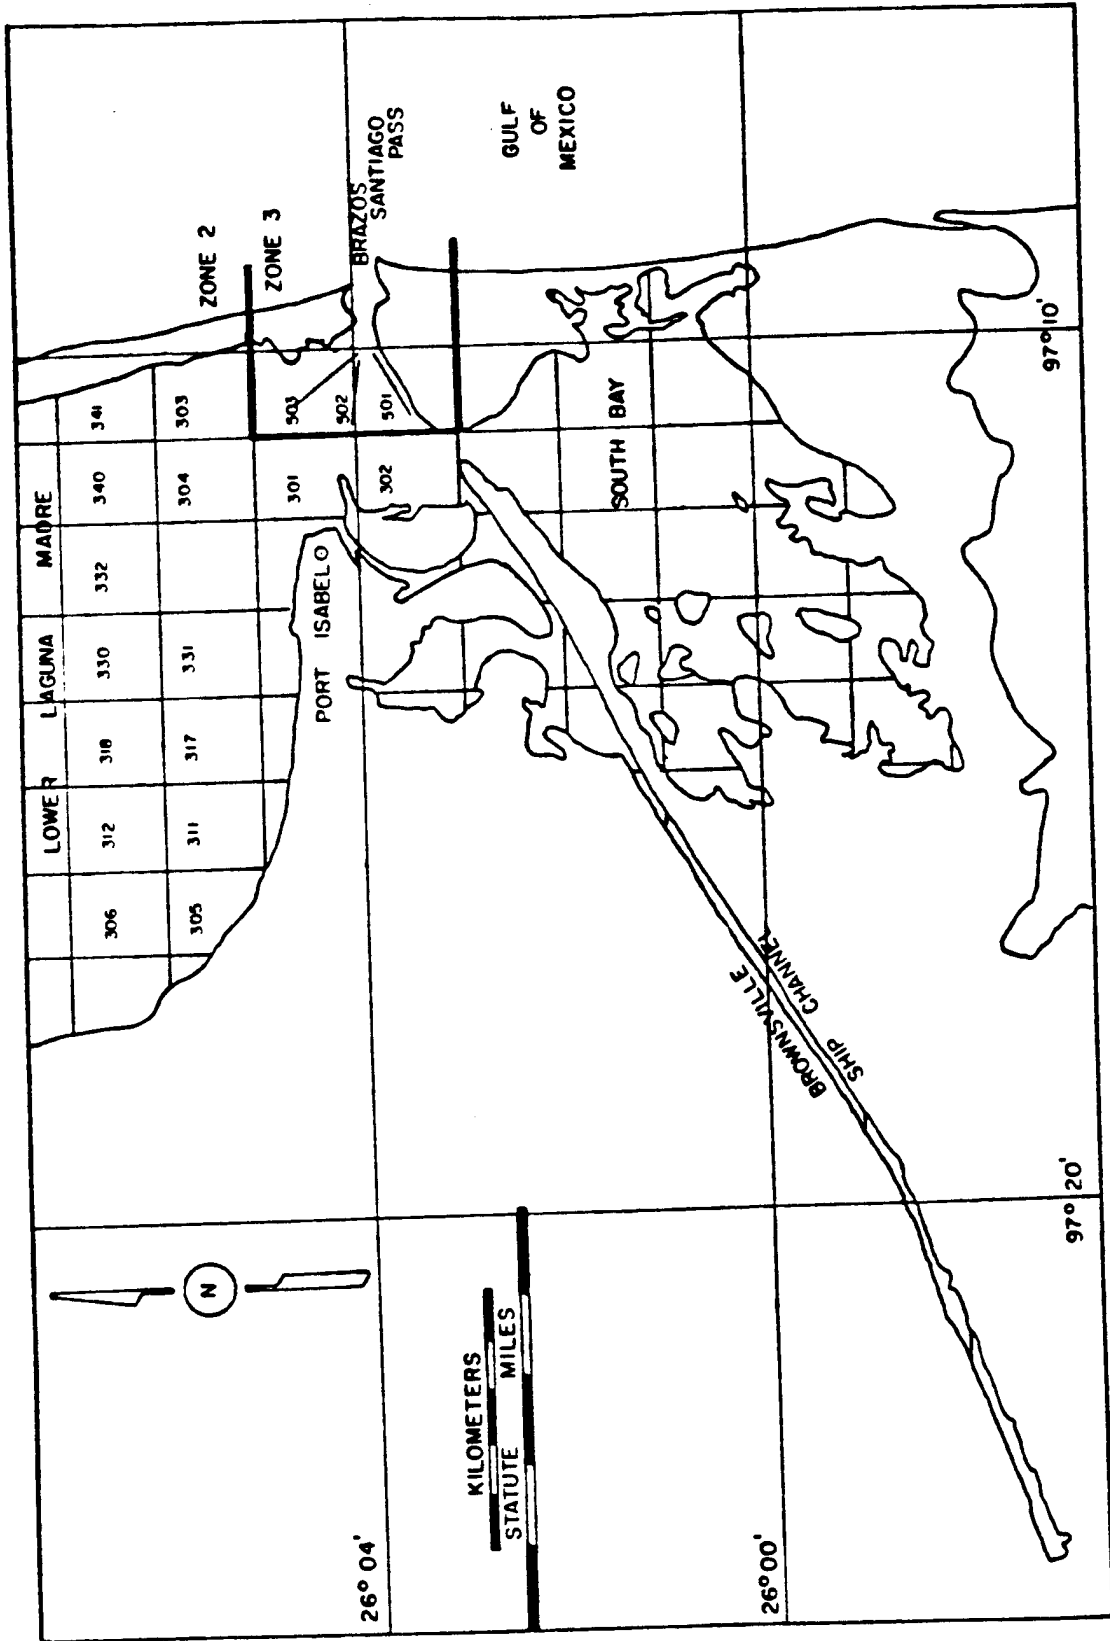 LOWER LAGUNA MADRE
306
312
318
330
332
340
341
305
311
317
331
304
303
ZONE 2
ZONE 3
301
503
502
302
501
PORT ISABEL
BRAZOS
SANTIAGO
PASS
GULF
OF
MEXICO
SOUTH BAY
BROWNSVILLE
SHIP CHANNEL
N
KILOMETERS
STATUTE MILES
26° 04'
26° 00'
97° 20'
97° 10'